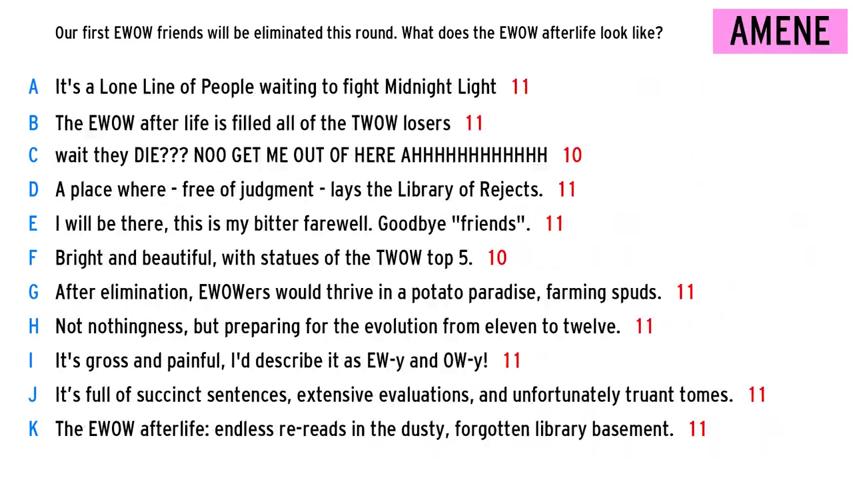 Our first EWOW friends will be eliminated this round. What does the EWOW afterlife look like?
AMENE
A It's a Lone Line of People waiting to fight Midnight Light 11
B The EWOW after life is filled all of the TWOW losers 11
C wait they DIE??? NOO GET ME OUT OF HERE AHHHHHHHHHHHH 10
D A place where - free of judgment - lays the Library of Rejects. 11
E I will be there, this is my bitter farewell. Goodbye "friends". 11
F Bright and beautiful, with statues of the TWOW top 5. 10
G After elimination, EWOWers would thrive in a potato paradise, farming spuds. 11
H Not nothingness, but preparing for the evolution from eleven to twelve. 11
I It's gross and painful, I'd describe it as EW-y and OW-y! 11
J It’s full of succinct sentences, extensive evaluations, and unfortunately truant tomes. 11
K The EWOW afterlife: endless re-reads in the dusty, forgotten library basement. 11